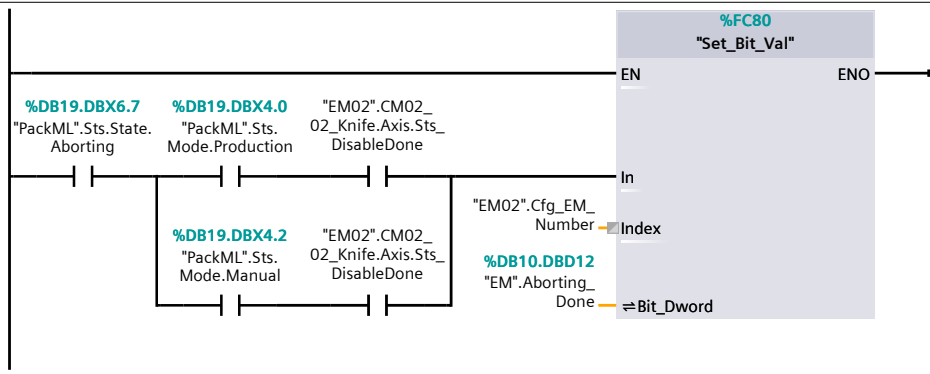 %FC80
"Set_Bit_Val"
EN
ENO
%DB19.DBX6.7
"PackML".Sts.State.
Aborting
%DB19.DBX4.0
"PackML".Sts.
Mode.Production
"EM02".CM02_
02_Knife.Axis.Sts_
DisableDone
In
"EM02".Cfg_EM_
Number
Index
%DB19.DBX4.2
"PackML".Sts.
Mode.Manual
"EM02".CM02_
02_Knife.Axis.Sts_
DisableDone
%DB10.DBD12
"EM".Aborting_
Done
⇌Bit_Dword